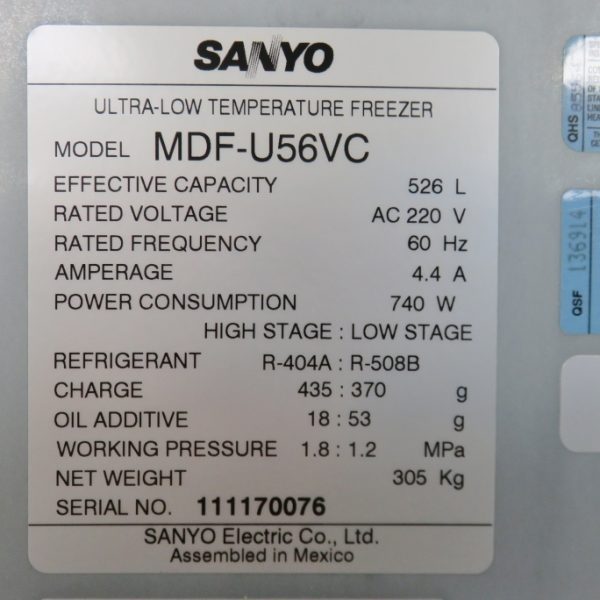 SANYO
ULTRA-LOW TEMPERATURE FREEZER
MODEL MDF-U56VC
EFFECTIVE CAPACITY 526 L
RATED VOLTAGE AC 220 V
RATED FREQUENCY 60 Hz
AMPERAGE 4.4 A
POWER CONSUMPTION 740 W
HIGH STAGE : LOW STAGE
REFRIGERANT R-404A : R-508B
CHARGE 435 : 370 g
OIL ADDITIVE 18 : 53 g
WORKING PRESSURE 1.8 : 1.2 MPa
NET WEIGHT 305 Kg
SERIAL NO. 111170076
SANYO Electric Co., Ltd.
Assembled in Mexico
QHS
QSF 136914